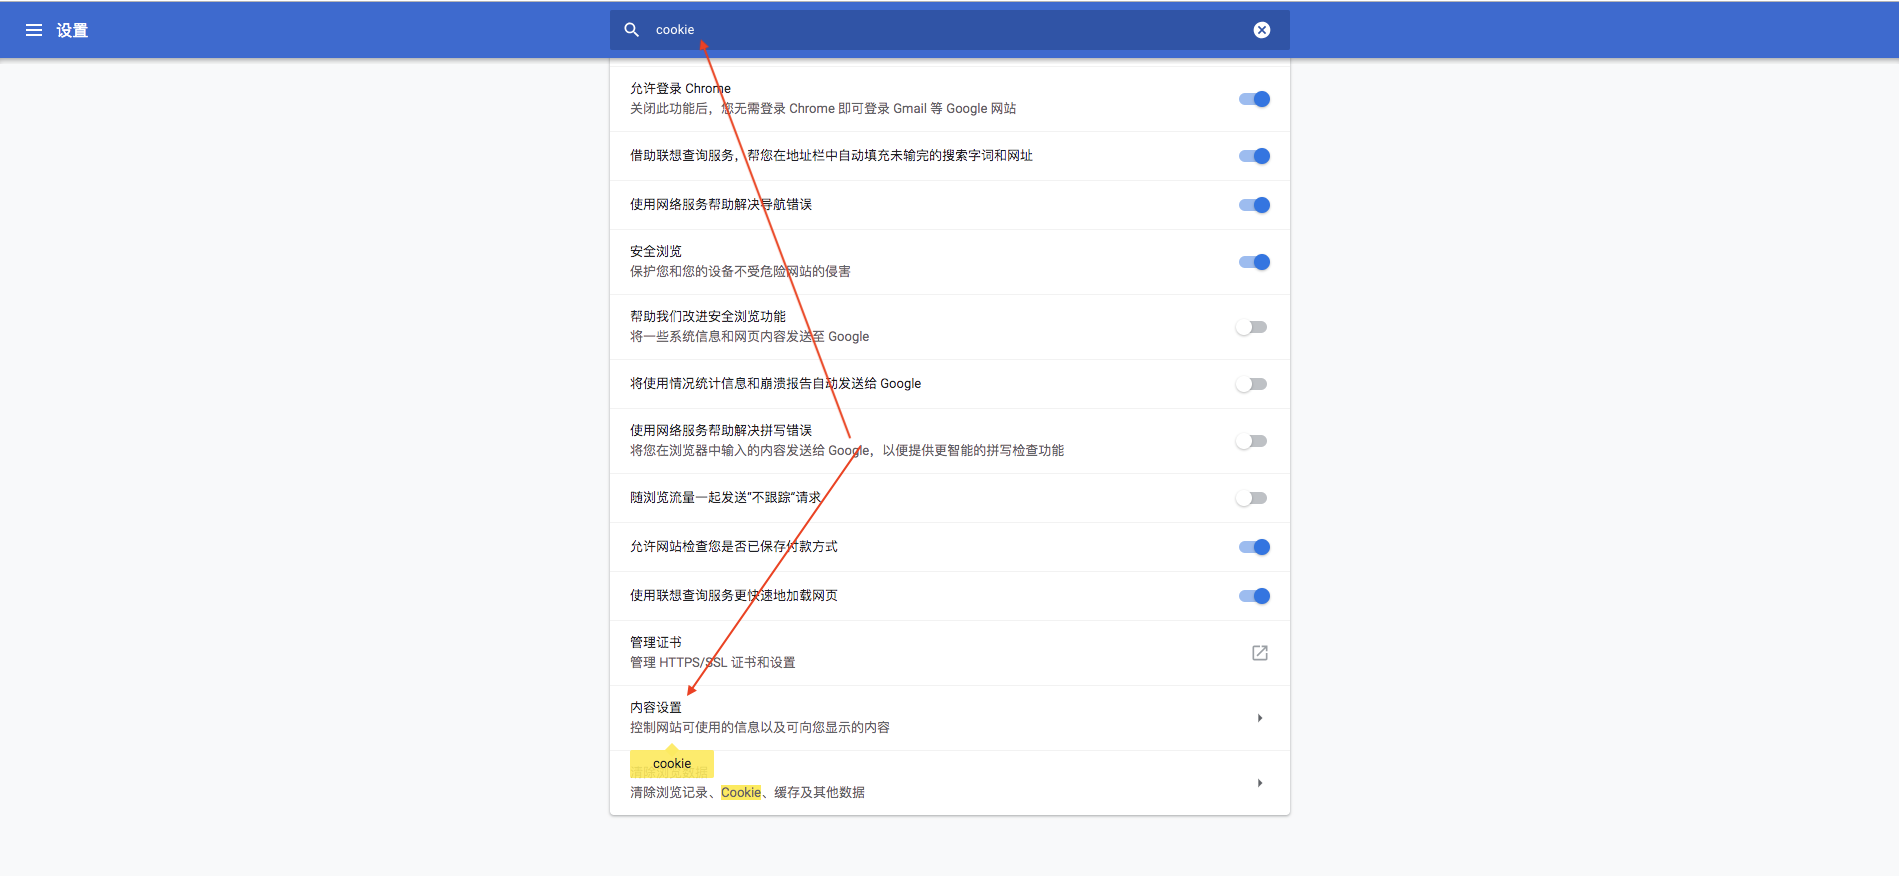 设置
cookie
允许登录 Chrome
关闭此功能后，您无需登录 Chrome 即可登录 Gmail 等 Google 网站
借助联想查询服务，帮您在地址栏中自动填充未输完的搜索字词和网址
使用网络服务帮助解决导航错误
安全浏览
保护您和您的设备不受危险网站的侵害
帮助我们改进安全浏览功能
将一些系统信息和网页内容发送至 Google
将使用情况统计信息和崩溃报告自动发送给 Google
使用网络服务帮助解决拼写错误
将您在浏览器中输入的内容发送给 Google，以便提供更智能的拼写检查功能
随浏览流量一起发送“不跟踪”请求
允许网站检查您是否已保存付款方式
使用联想查询服务更快速地加载网页
管理证书
管理 HTTPS/SSL 证书和设置
内容设置
控制网站可使用的信息以及可向您显示的内容
cookie
清除浏览数据
清除浏览记录、Cookie、缓存及其他数据